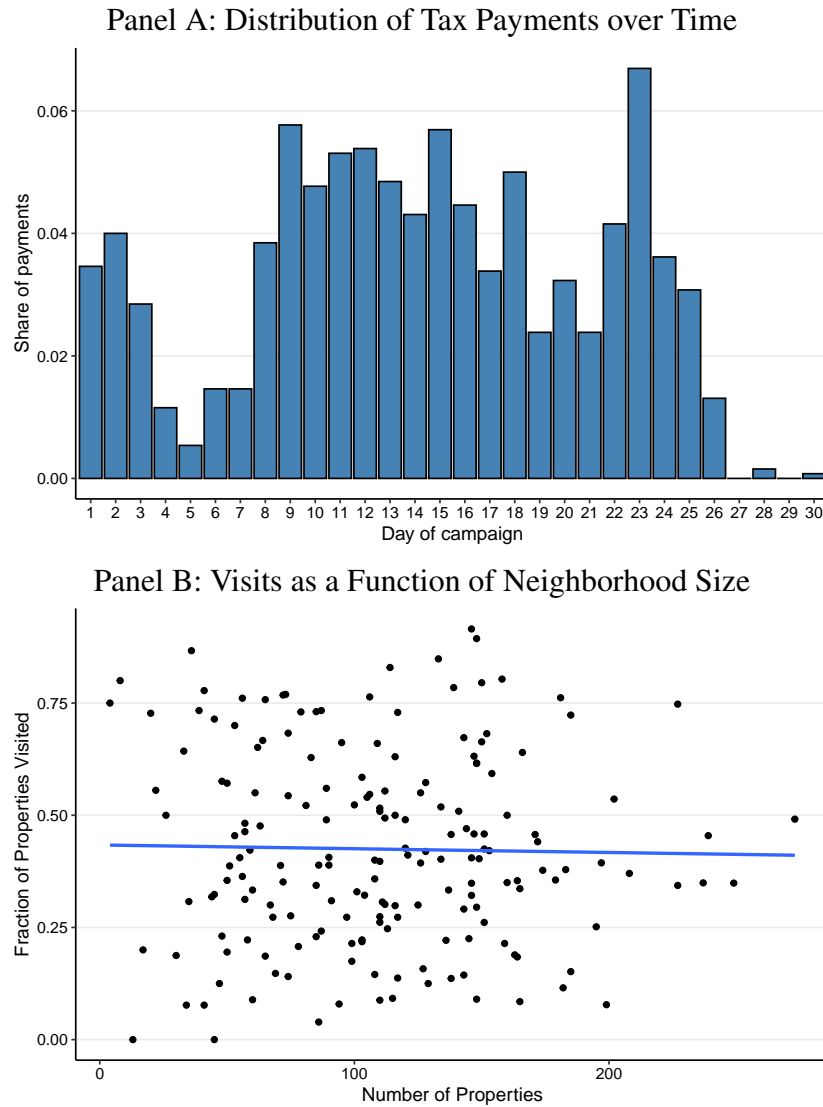 Panel A: Distribution of Tax Payments over Time
0.06
0.04
0.02
0.00
Share of payments
1 2 3 4 5 6 7 8 9 10 11 12 13 14 15 16 17 18 19 20 21 22 23 24 25 26 27 28 29 30
Day of campaign
Panel B: Visits as a Function of Neighborhood Size
0.75
0.50
0.25
0.00
Fraction of Properties Visited
0 100 200
Number of Properties